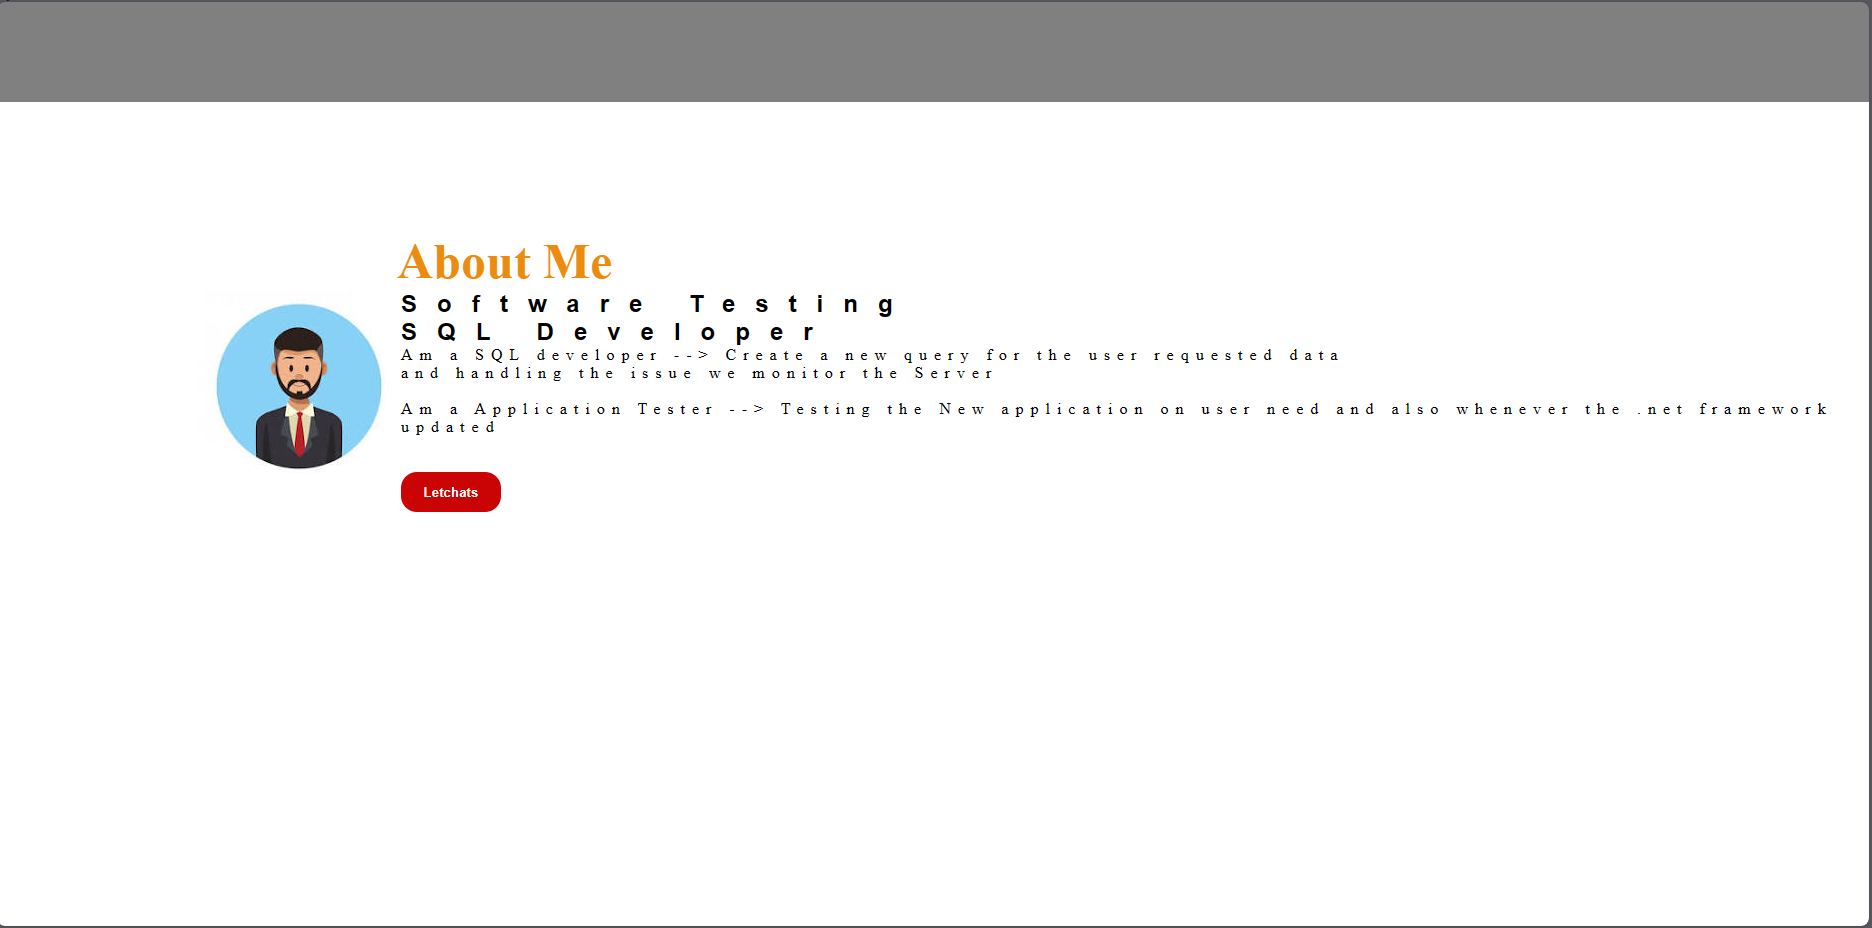 About Me
Software Testing
SQL Developer
Am a SQL developer --> Create a new query for the user requested data
and handling the issue we monitor the Server
Am a Application Tester --> Testing the New application on user need and also whenever the .net framework
updated
Letchats